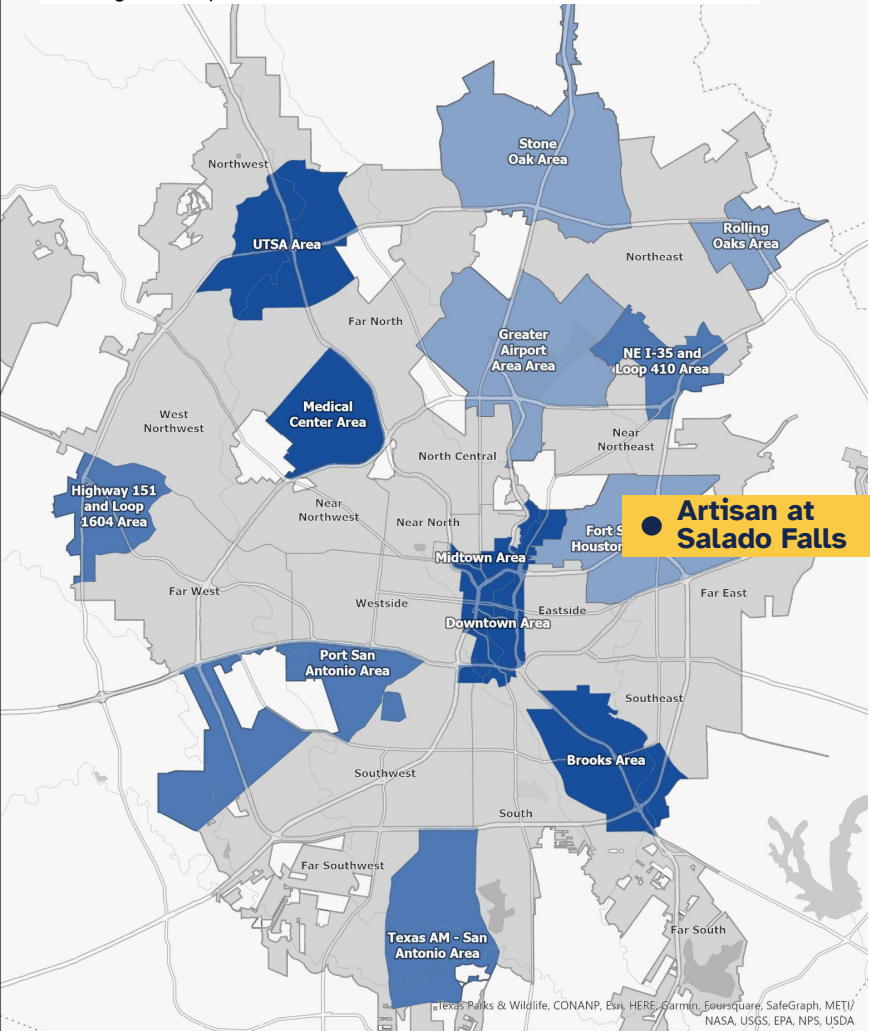 Stone
Oak Area
Northwest
Rolling
Oaks Area
UTSA Area
Northeast
Far North
Greater
Airport
Area Area
NE I-35 and
Loop 410 Area
Medical
Center Area
West
Northwest
Near
Northeast
North Central
Highway 151
and Loop
1604 Area
Near
Northwest
Near North
Fort S
Houston
Artisan at
Salado Falls
Midtown Area
Far West
Westside
Eastside
Far East
Downtown Area
Port San
Antonio Area
Southeast
Brooks Area
Southwest
South
Far Southwest
Texas AM - San
Antonio Area
Far South
Texas Parks & Wildlife, CONANP, Esri, HERE, Garmin, Foursquare, SafeGraph, METI/
NASA, USGS, EPA, NPS, USDA